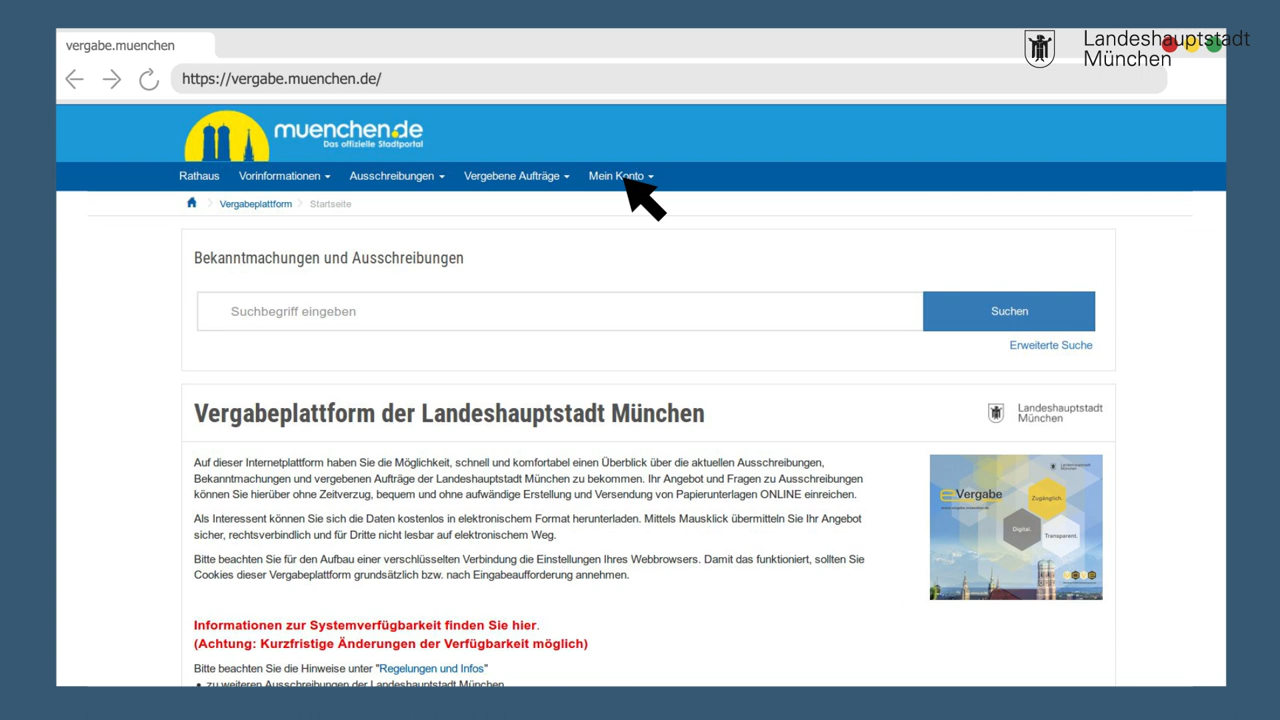 vergabe.muenchen
Landeshauptstadt
München
https://vergabe.muenchen.de/
muenchen.de
Das offizielle Stadtportal
Rathaus Vorinformationen Ausschreibungen Vergebene Aufträge Mein Konto
Vergabeplattform Startseite
Bekanntmachungen und Ausschreibungen
Suchbegriff eingeben Suchen
Erweiterte Suche
Vergabeplattform der Landeshauptstadt München
Landeshauptstadt
München
Auf dieser Internetplattform haben Sie die Möglichkeit, schnell und komfortabel einen Überblick über die aktuellen Ausschreibungen,
Bekanntmachungen und vergebenen Aufträge der Landeshauptstadt München zu bekommen. Ihr Angebot und Fragen zu Ausschreibungen
können Sie hierüber ohne Zeitverzug, bequem und ohne aufwändige Erstellung und Versendung von Papierunterlagen ONLINE einreichen.
Als Interessent können Sie sich die Daten kostenlos in elektronischem Format herunterladen. Mittels Mausklick übermitteln Sie Ihr Angebot
sicher, rechtsverbindlich und für Dritte nicht lesbar auf elektronischem Weg.
Bitte beachten Sie für den Aufbau einer verschlüsselten Verbindung die Einstellungen Ihres Webbrowsers. Damit das funktioniert, sollten Sie
Cookies dieser Vergabeplattform grundsätzlich bzw. nach Eingabeaufforderung annehmen.
eVergabe
Zugänglich.
Digital.
Transparent.
Informationen zur Systemverfügbarkeit finden Sie hier.
(Achtung: Kurzfristige Änderungen der Verfügbarkeit möglich)
Bitte beachten Sie die Hinweise unter "Regelungen und Infos"
• zu weiteren Ausschreibungen der Landeshauptstadt München